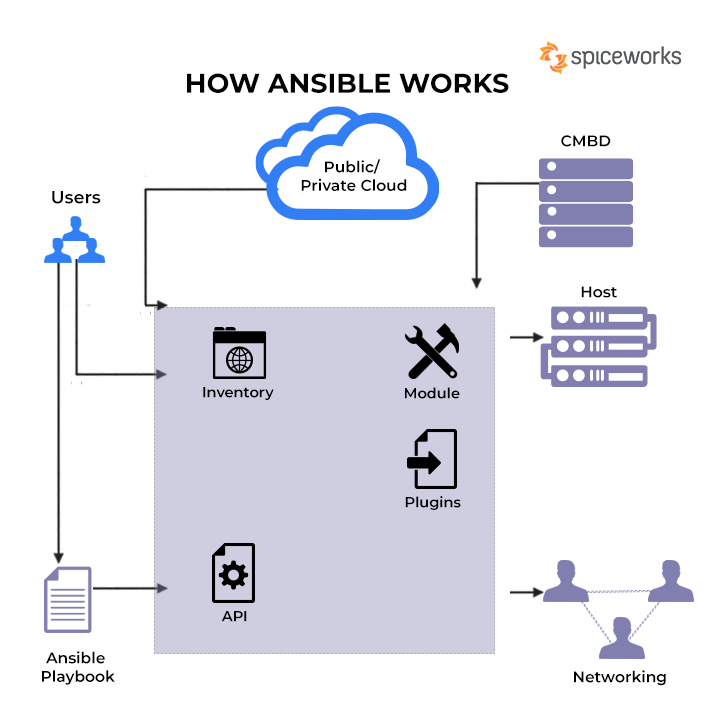 spiceworks
HOW ANSIBLE WORKS
Public/
Private Cloud
CMBD
Users
Host
Inventory
Module
Plugins
API
Ansible
Playbook
Networking